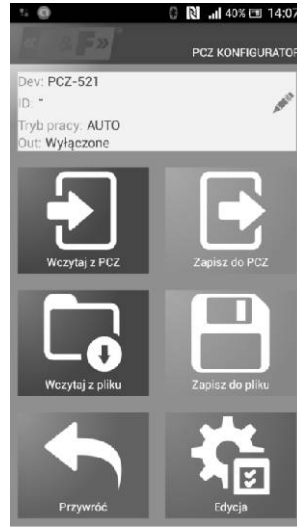 40% 14:07
«F&F»
PCZ KONFIGURATOR
Dev: PCZ-521
ID: -
Tryb pracy: AUTO
Out: Wyłączone
Wczytaj z PCZ Zapisz do PCZ
Wczytaj z pliku Zapisz do pliku
Przywróć Edycja